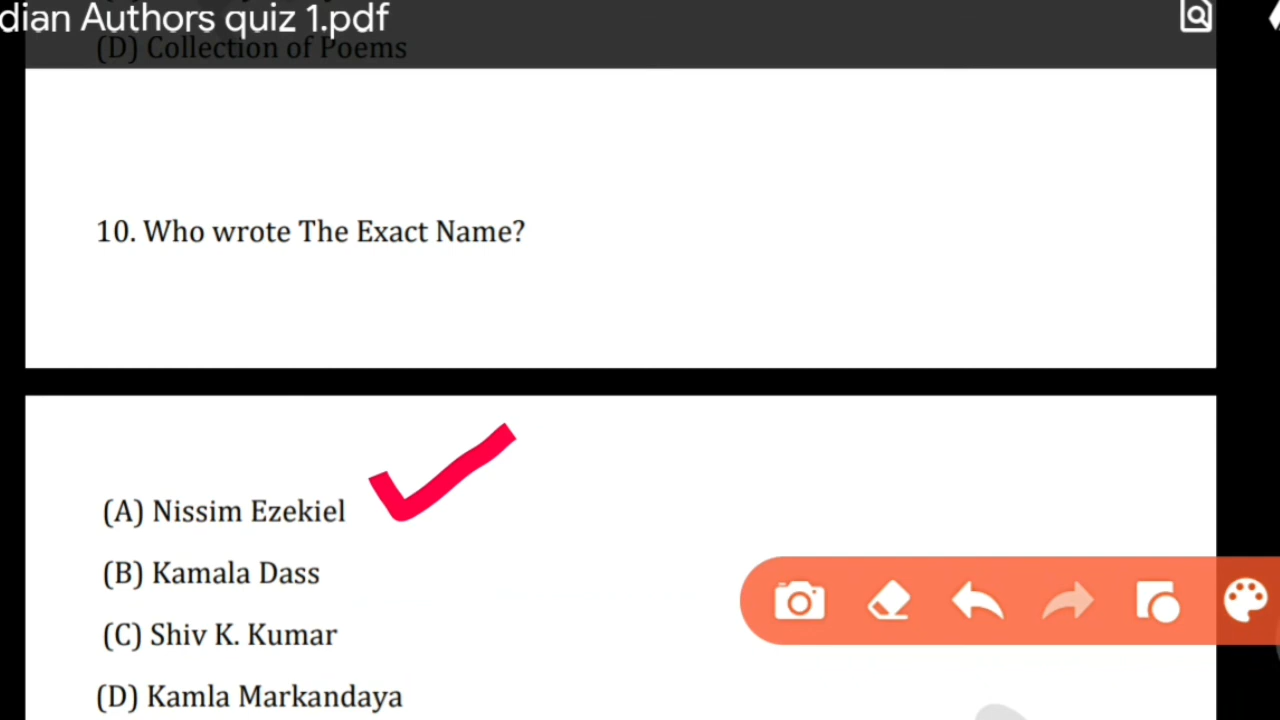 dian Authors quiz 1.pdf
(D) Collection of Poems
10. Who wrote The Exact Name?
(A) Nissim Ezekiel
(B) Kamala Dass
(C) Shiv K. Kumar
(D) Kamla Markandaya